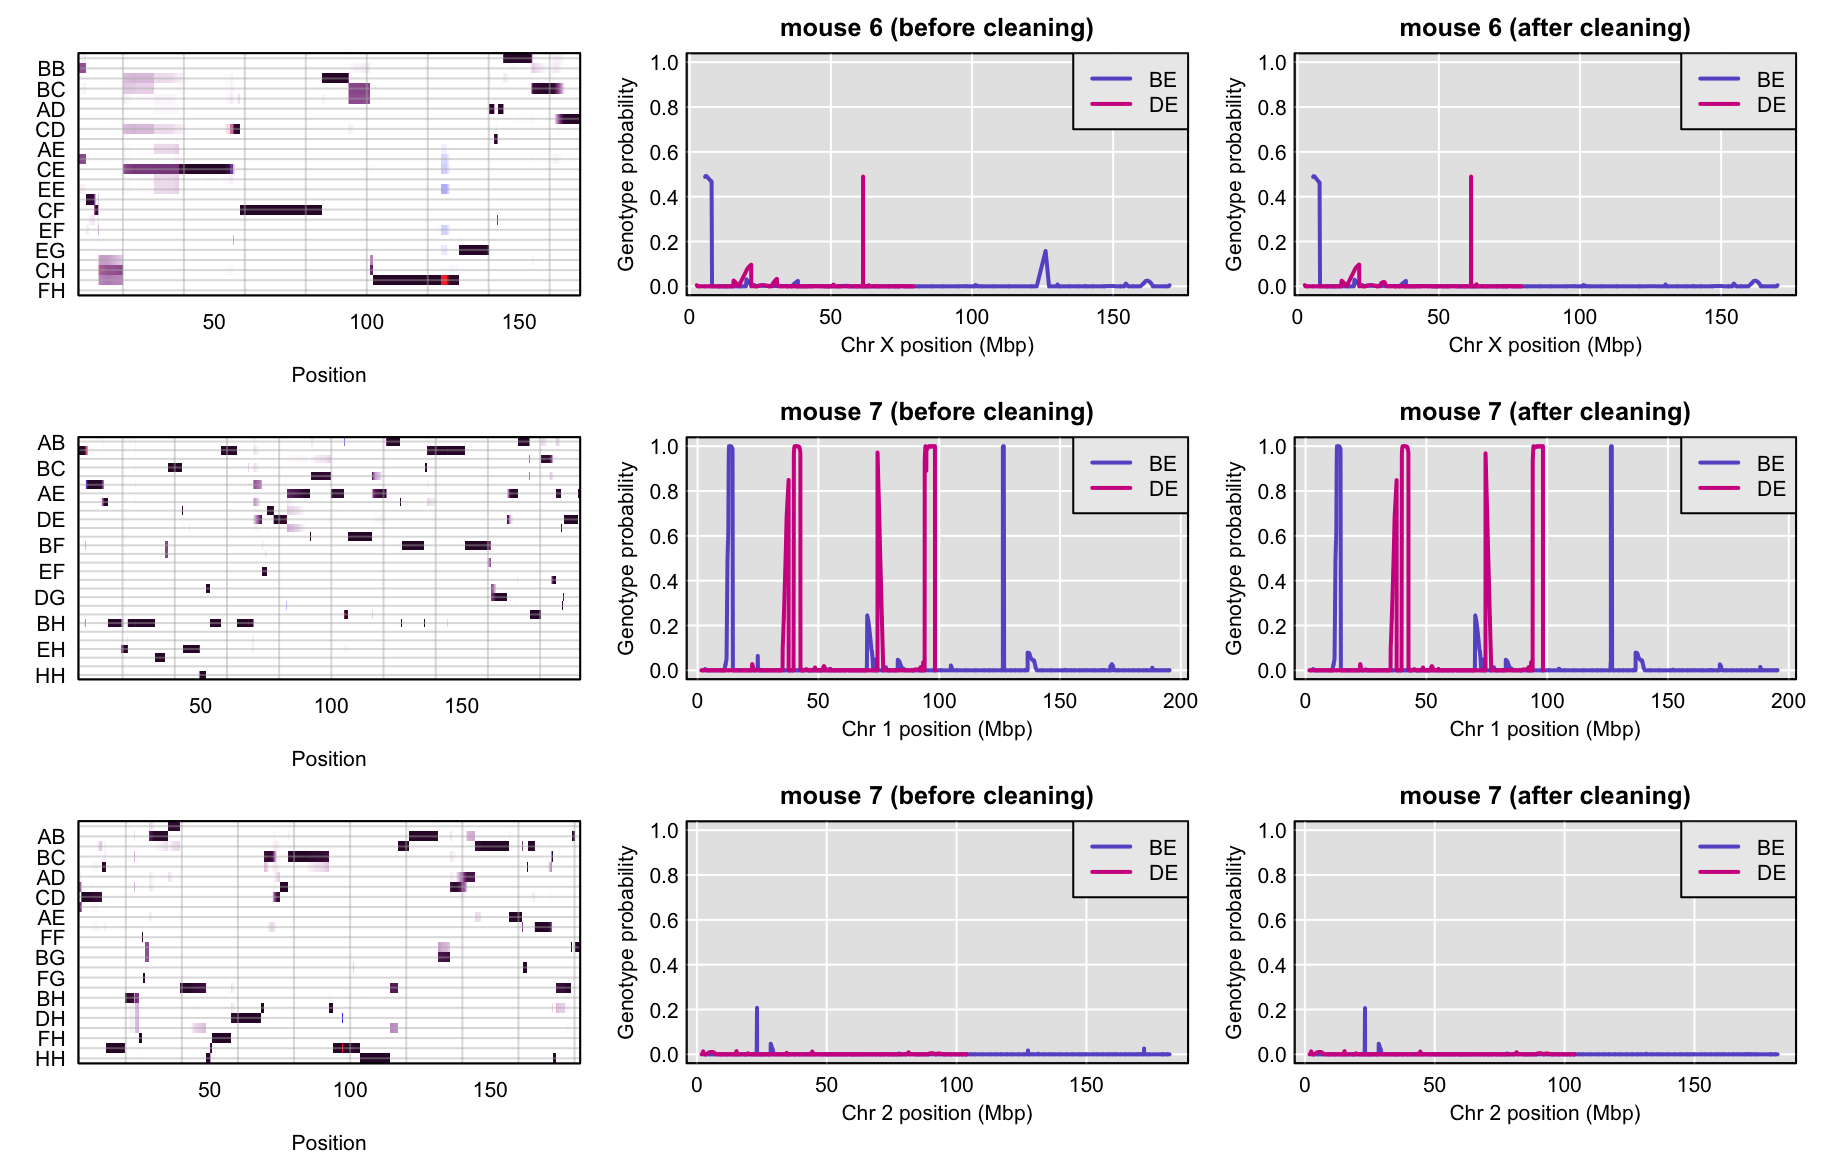 BB
BC
AD
CD
AE
CE
EE
CF
EF
EG
CH
FH
50 100 150
Position
mouse 6 (before cleaning)
Genotype probability
1.0
0.8
0.6
0.4
0.2
0.0
BE
DE
0 50 100 150
Chr X position (Mbp)
mouse 6 (after cleaning)
Genotype probability
1.0
0.8
0.6
0.4
0.2
0.0
BE
DE
0 50 100 150
Chr X position (Mbp)
AB
BC
AE
DE
BF
EF
DG
BH
EH
HH
50 100 150
Position
mouse 7 (before cleaning)
Genotype probability
1.0
0.8
0.6
0.4
0.2
0.0
BE
DE
0 50 100 150 200
Chr 1 position (Mbp)
mouse 7 (after cleaning)
Genotype probability
1.0
0.8
0.6
0.4
0.2
0.0
BE
DE
0 50 100 150 200
Chr 1 position (Mbp)
AB
BC
AD
CD
AE
FF
BG
FG
BH
DH
FH
HH
50 100 150
Position
mouse 7 (before cleaning)
Genotype probability
1.0
0.8
0.6
0.4
0.2
0.0
BE
DE
0 50 100 150
Chr 2 position (Mbp)
mouse 7 (after cleaning)
Genotype probability
1.0
0.8
0.6
0.4
0.2
0.0
BE
DE
0 50 100 150
Chr 2 position (Mbp)